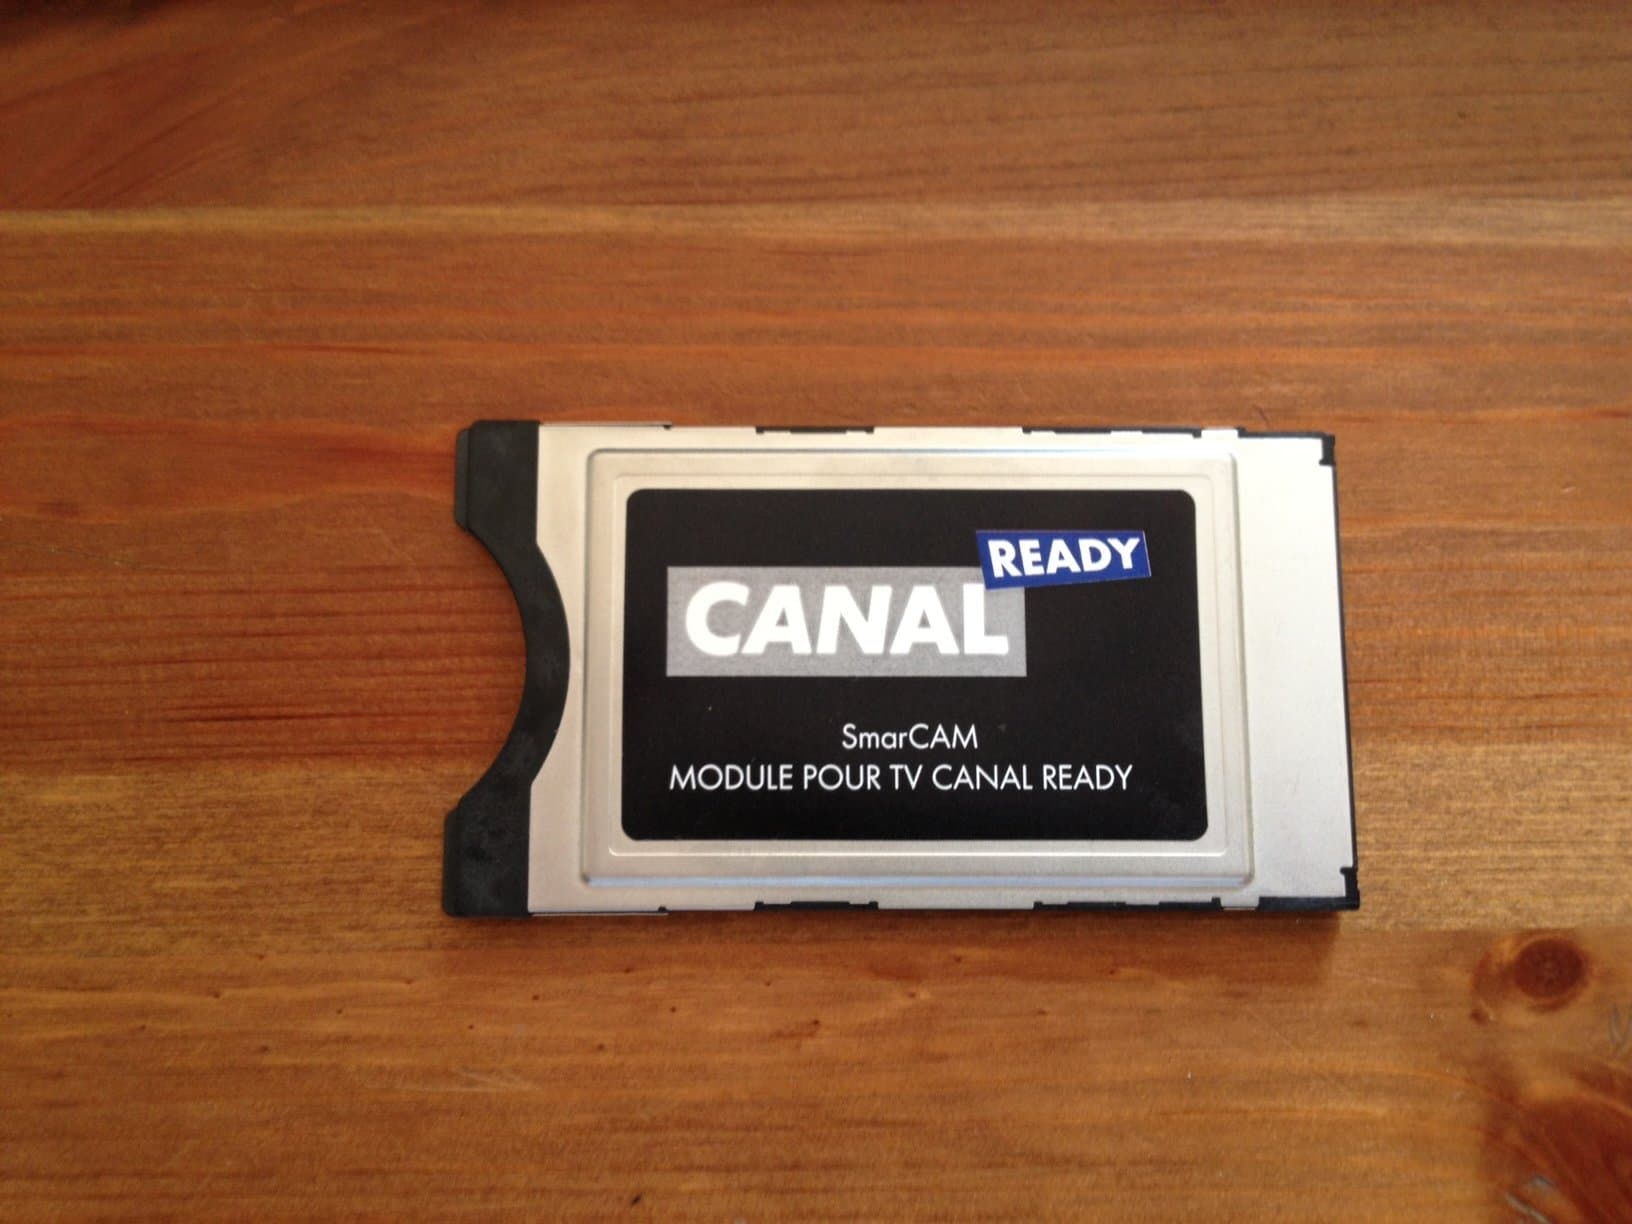 READY
CANAL
SmarCAM
MODULE POUR TV CANAL READY